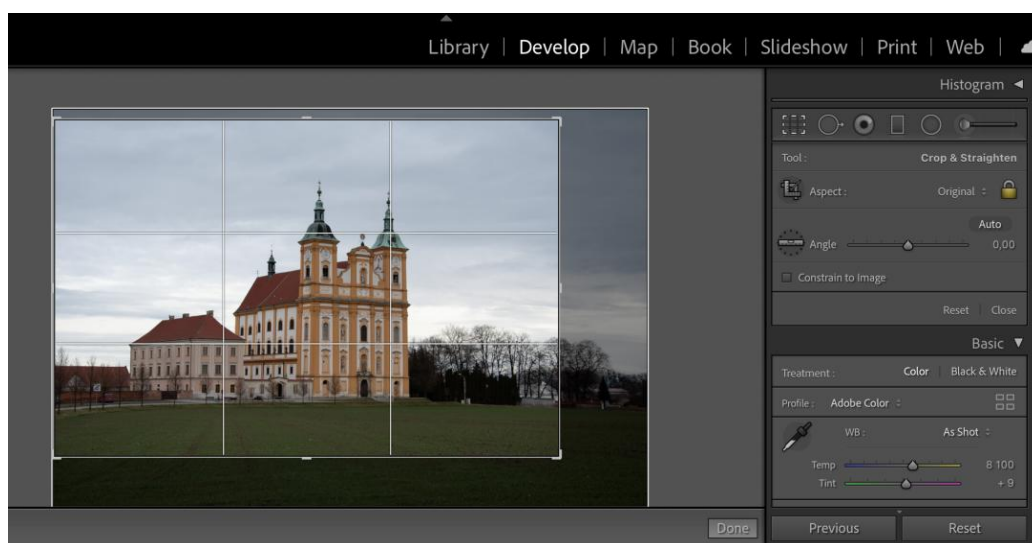 Library | Develop | Map | Book | Slideshow | Print | Web |
Histogram
Tool : Crop & Straighten
Aspect : Original
Auto
Angle 0,00
Constrain to Image
Reset | Close
Basic
Treatment : Color | Black & White
Profile : Adobe Color
WB : As Shot
Temp 8 100
Tint + 9
Done Previous Reset